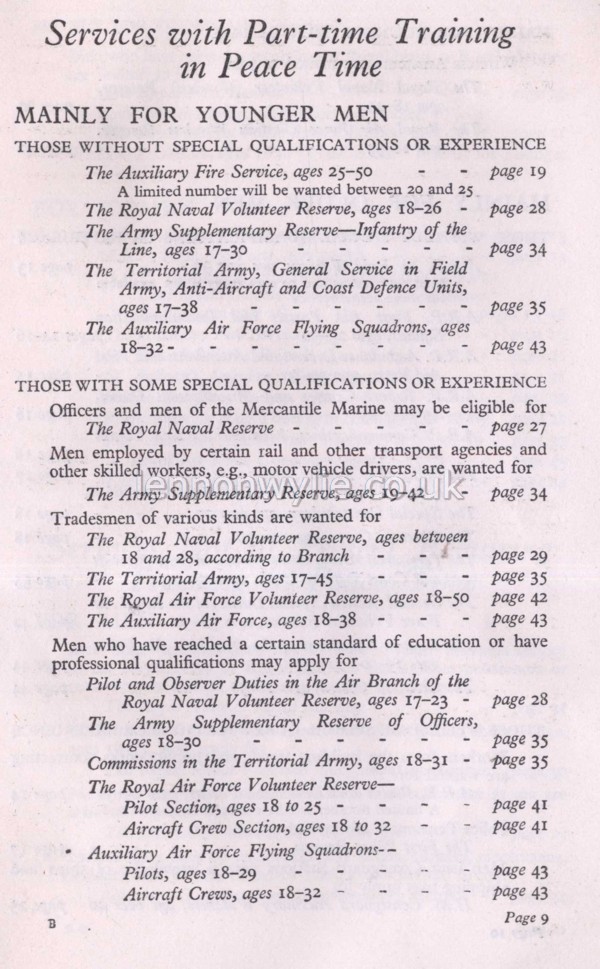 Services with Part-time Training
in Peace Time
MAINLY FOR YOUNGER MEN
THOSE WITHOUT SPECIAL QUALIFICATIONS OR EXPERIENCE
The Auxiliary Fire Service, ages 25–50 - - page 19
A limited number will be wanted between 20 and 25
The Royal Naval Volunteer Reserve, ages 18–26 - page 28
The Army Supplementary Reserve—Infantry of the
Line, ages 17–30 - - - - - page 34
The Territorial Army, General Service in Field
Army, Anti-Aircraft and Coast Defence Units,
ages 17–38 - - - - - - page 35
The Auxiliary Air Force Flying Squadrons, ages
18–32 - - - - - - - - page 43
THOSE WITH SOME SPECIAL QUALIFICATIONS OR EXPERIENCE
Officers and men of the Mercantile Marine may be eligible for
The Royal Naval Reserve - - - - - page 27
Men employed by certain rail and other transport agencies and
other skilled workers, e.g., motor vehicle drivers, are wanted for
lennonwylie.co.uk
The Army Supplementary Reserve, ages 19–42 - - page 34
Tradesmen of various kinds are wanted for
The Royal Naval Volunteer Reserve, ages between
18 and 28, according to Branch - - - page 29
The Territorial Army, ages 17–45 - - - page 35
The Royal Air Force Volunteer Reserve, ages 18–50 page 42
The Auxiliary Air Force, ages 18–38 - - - page 43
Men who have reached a certain standard of education or have
professional qualifications may apply for
Pilot and Observer Duties in the Air Branch of the
Royal Naval Volunteer Reserve, ages 17–23 - page 28
The Army Supplementary Reserve of Officers,
ages 18–30 - - - - - - page 35
Commissions in the Territorial Army, ages 18–31 - page 35
The Royal Air Force Volunteer Reserve—
Pilot Section, ages 18 to 25 - - - - page 41
Aircraft Crew Section, ages 18 to 32 - - page 41
Auxiliary Air Force Flying Squadrons--
Pilots, ages 18–29 - - - - - page 43
Aircraft Crews, ages 18–32 - - - - page 43
B Page 9